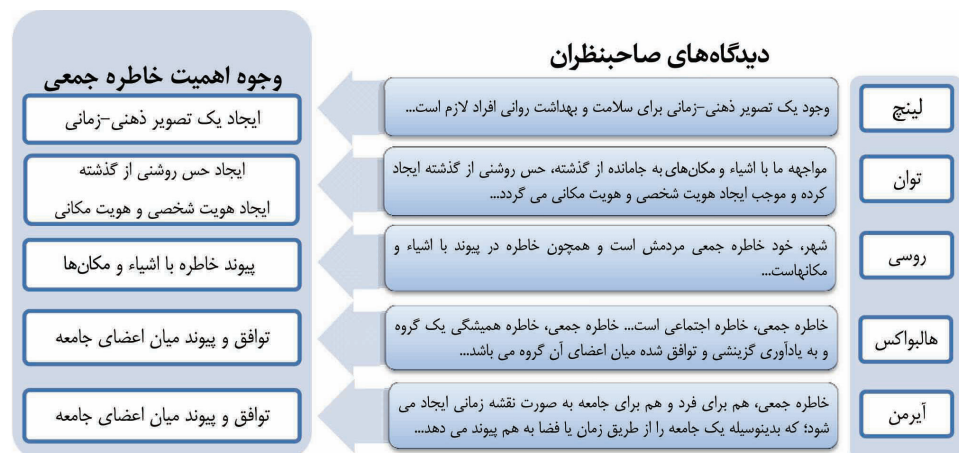 دیدگاه‌های صاحبنظران
وجوه اهمیت خاطره جمعی
لینچ
وجود یک تصویر ذهنی-زمانی برای سلامت و بهداشت روانی افراد لازم است...
ایجاد یک تصویر ذهنی-زمانی
توان
مواجهه ما با اشیاء و مکان‌های به جامانده از گذشته، حس روشنی از گذشته ایجاد
کرده و موجب ایجاد هویت شخصی و هویت مکانی می گردد...
ایجاد حس روشنی از گذشته
ایجاد هویت شخصی و هویت مکانی
روسی
شهر، خود خاطره جمعی مردمش است و همچون خاطره در پیوند با اشیاء و
مکانهاست...
پیوند خاطره با اشیاء و مکان‌ها
هالبواکس
خاطره جمعی، خاطره اجتماعی است... خاطره جمعی، خاطره همیشگی یک گروه
و به یادآوری گزینشی و توافق شده میان اعضای آن گروه می باشد...
توافق و پیوند میان اعضای جامعه
آیرمن
خاطره جمعی، هم برای فرد و هم برای جامعه به صورت نقشه زمانی ایجاد می
شود؛ که بدینوسیله یک جامعه را از طریق زمان یا فضا به هم پیوند می دهد...
توافق و پیوند میان اعضای جامعه